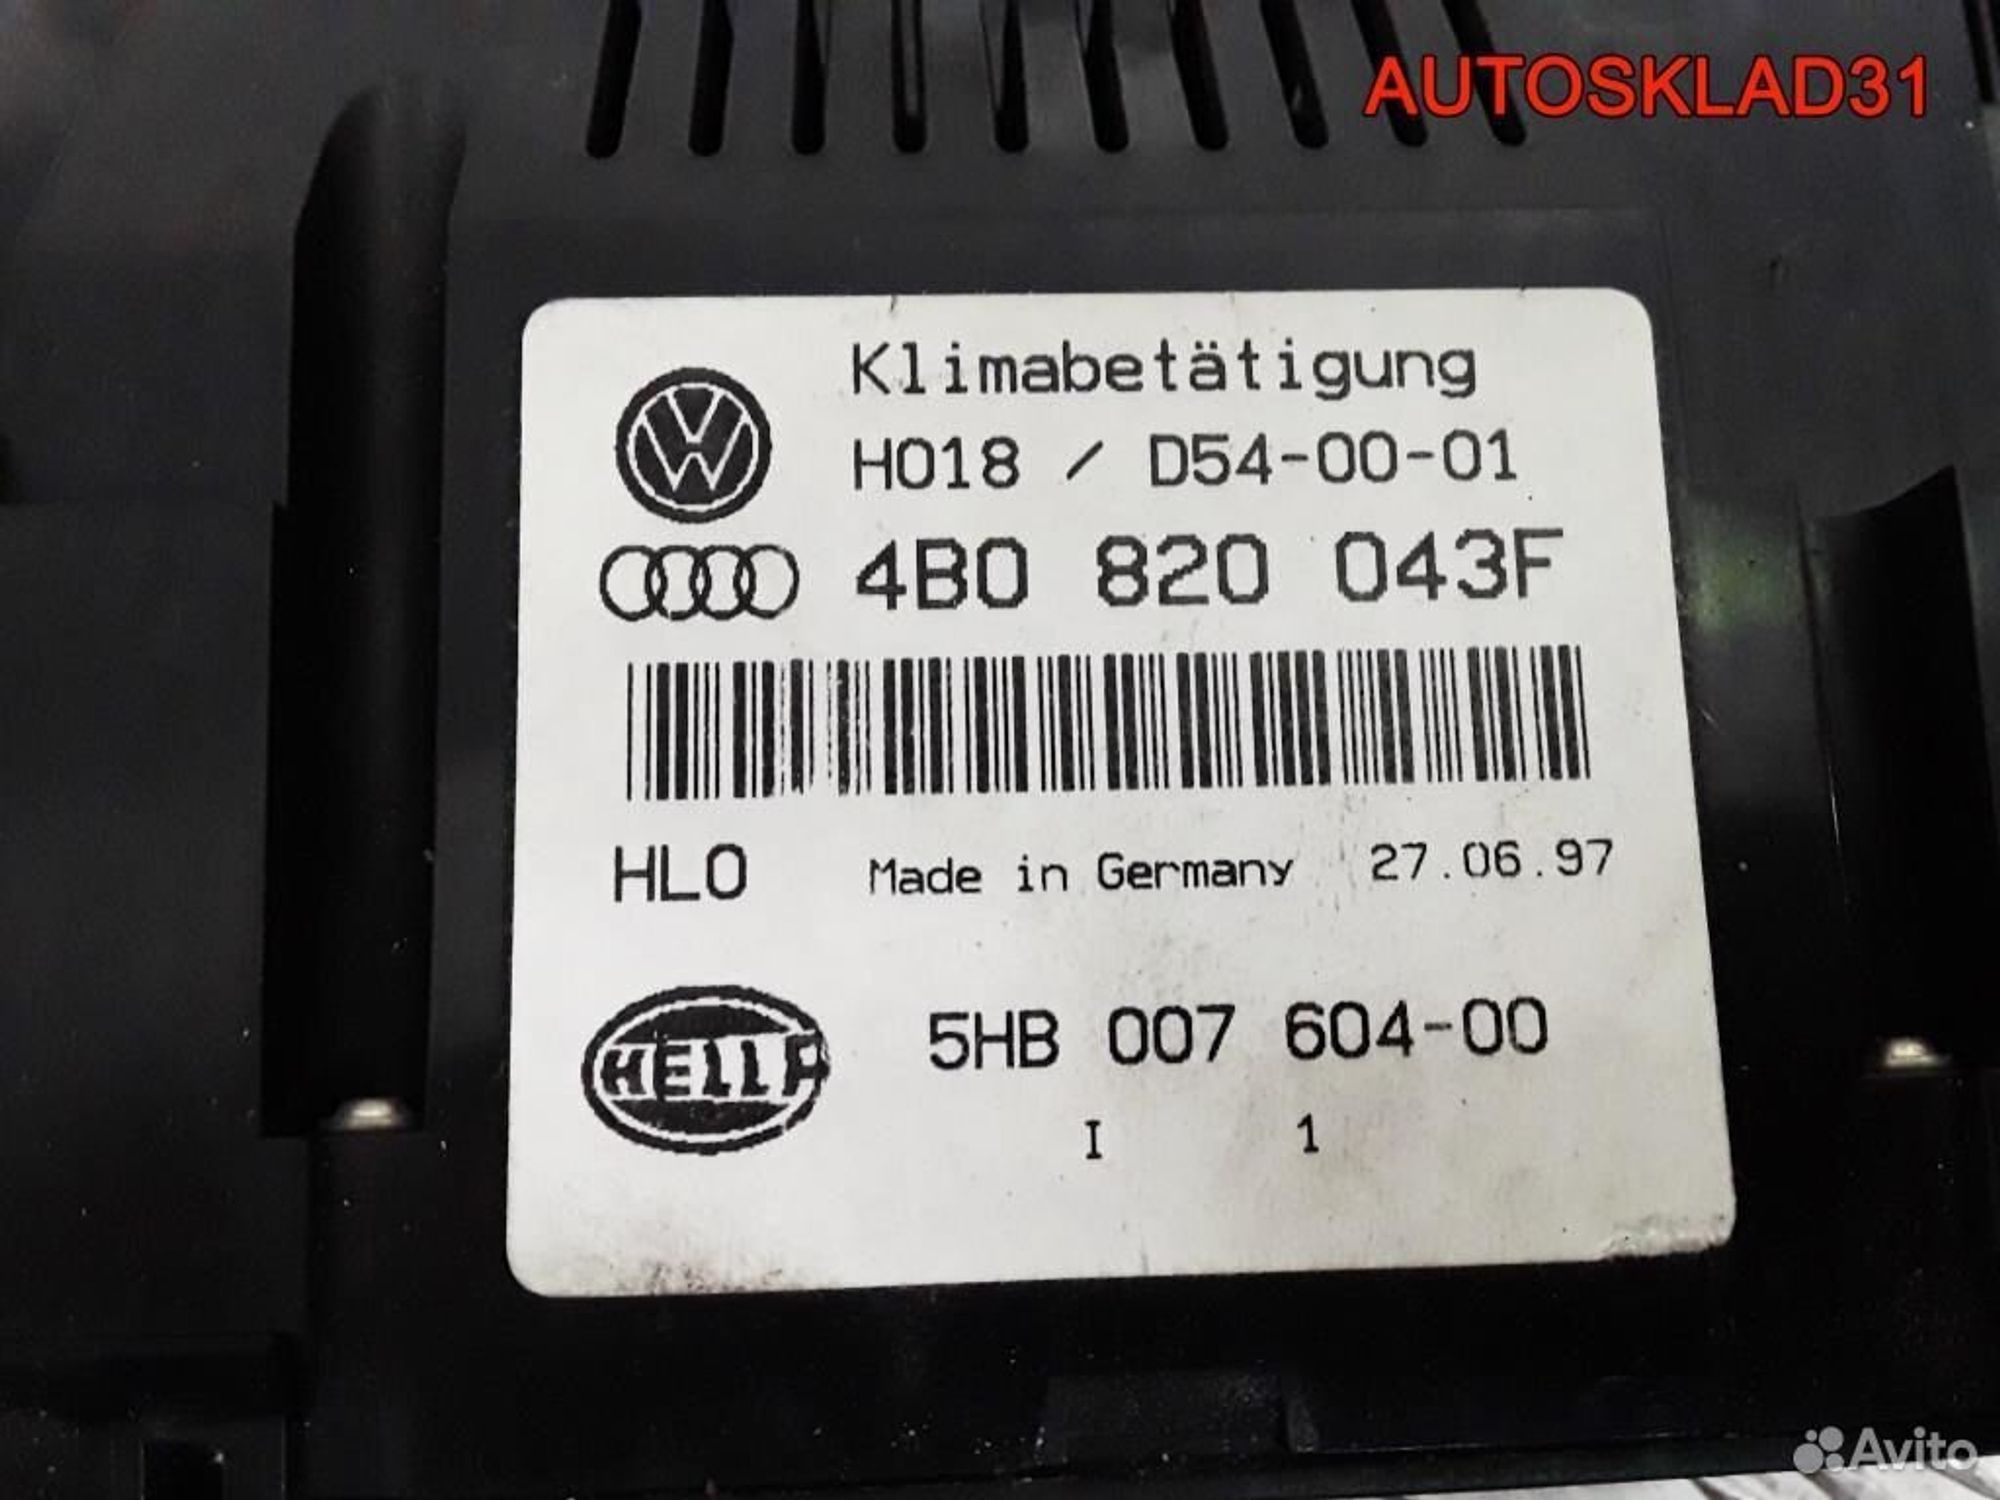 AUTOSKLAD31
Klimabetätigung
H018 / D54-00-01
4B0 820 043F
HLO Made in Germany 27.06.97
HELLA 5HB 007 604-00
I 1
Avito